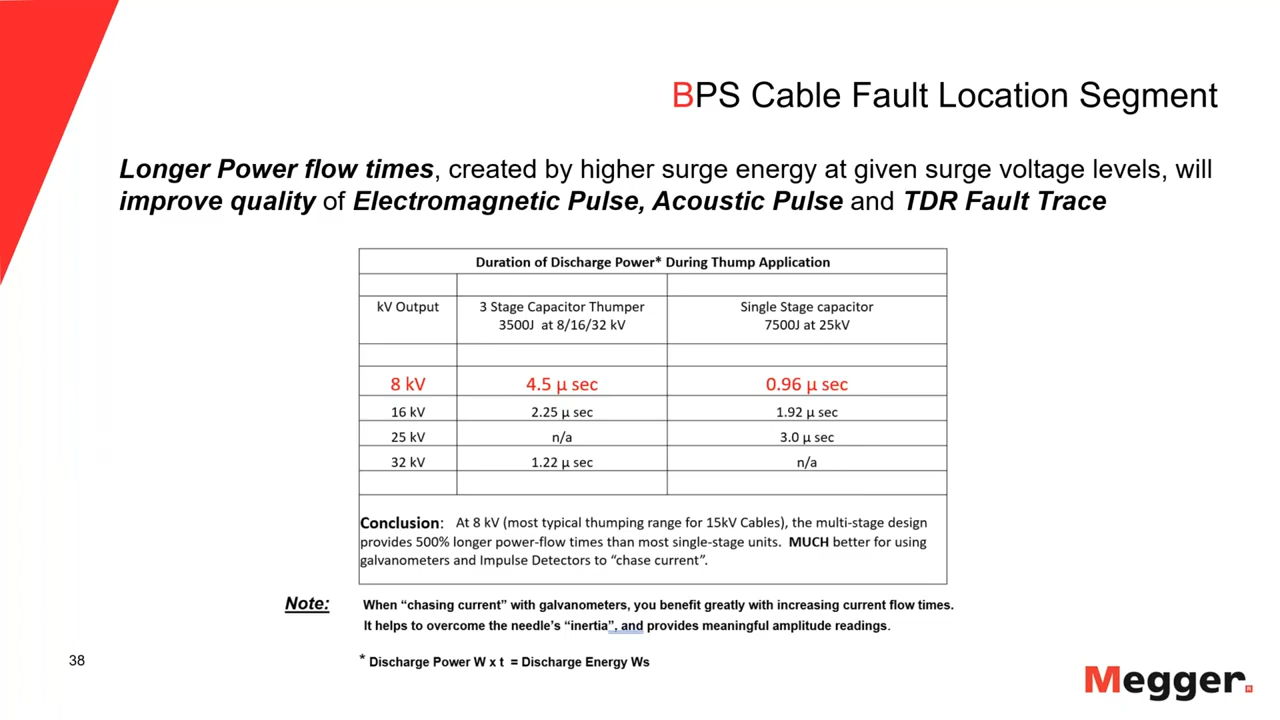 BPS Cable Fault Location Segment
Longer Power flow times, created by higher surge energy at given surge voltage levels, will
improve quality of Electromagnetic Pulse, Acoustic Pulse and TDR Fault Trace
Duration of Discharge Power* During Thump Application
kV Output 3 Stage Capacitor Thumper Single Stage capacitor
3500J at 8/16/32 kV 7500J at 25kV
8 kV 4.5 µ sec 0.96 µ sec
16 kV 2.25 µ sec 1.92 µ sec
25 kV n/a 3.0 µ sec
32 kV 1.22 µ sec n/a
Conclusion: At 8 kV (most typical thumping range for 15kV Cables), the multi-stage design
provides 500% longer power-flow times than most single-stage units. MUCH better for using
galvanometers and Impulse Detectors to “chase current”.
Note: When “chasing current” with galvanometers, you benefit greatly with increasing current flow times.
It helps to overcome the needle’s “inertia”, and provides meaningful amplitude readings.
* Discharge Power W x t = Discharge Energy Ws
38
Megger.